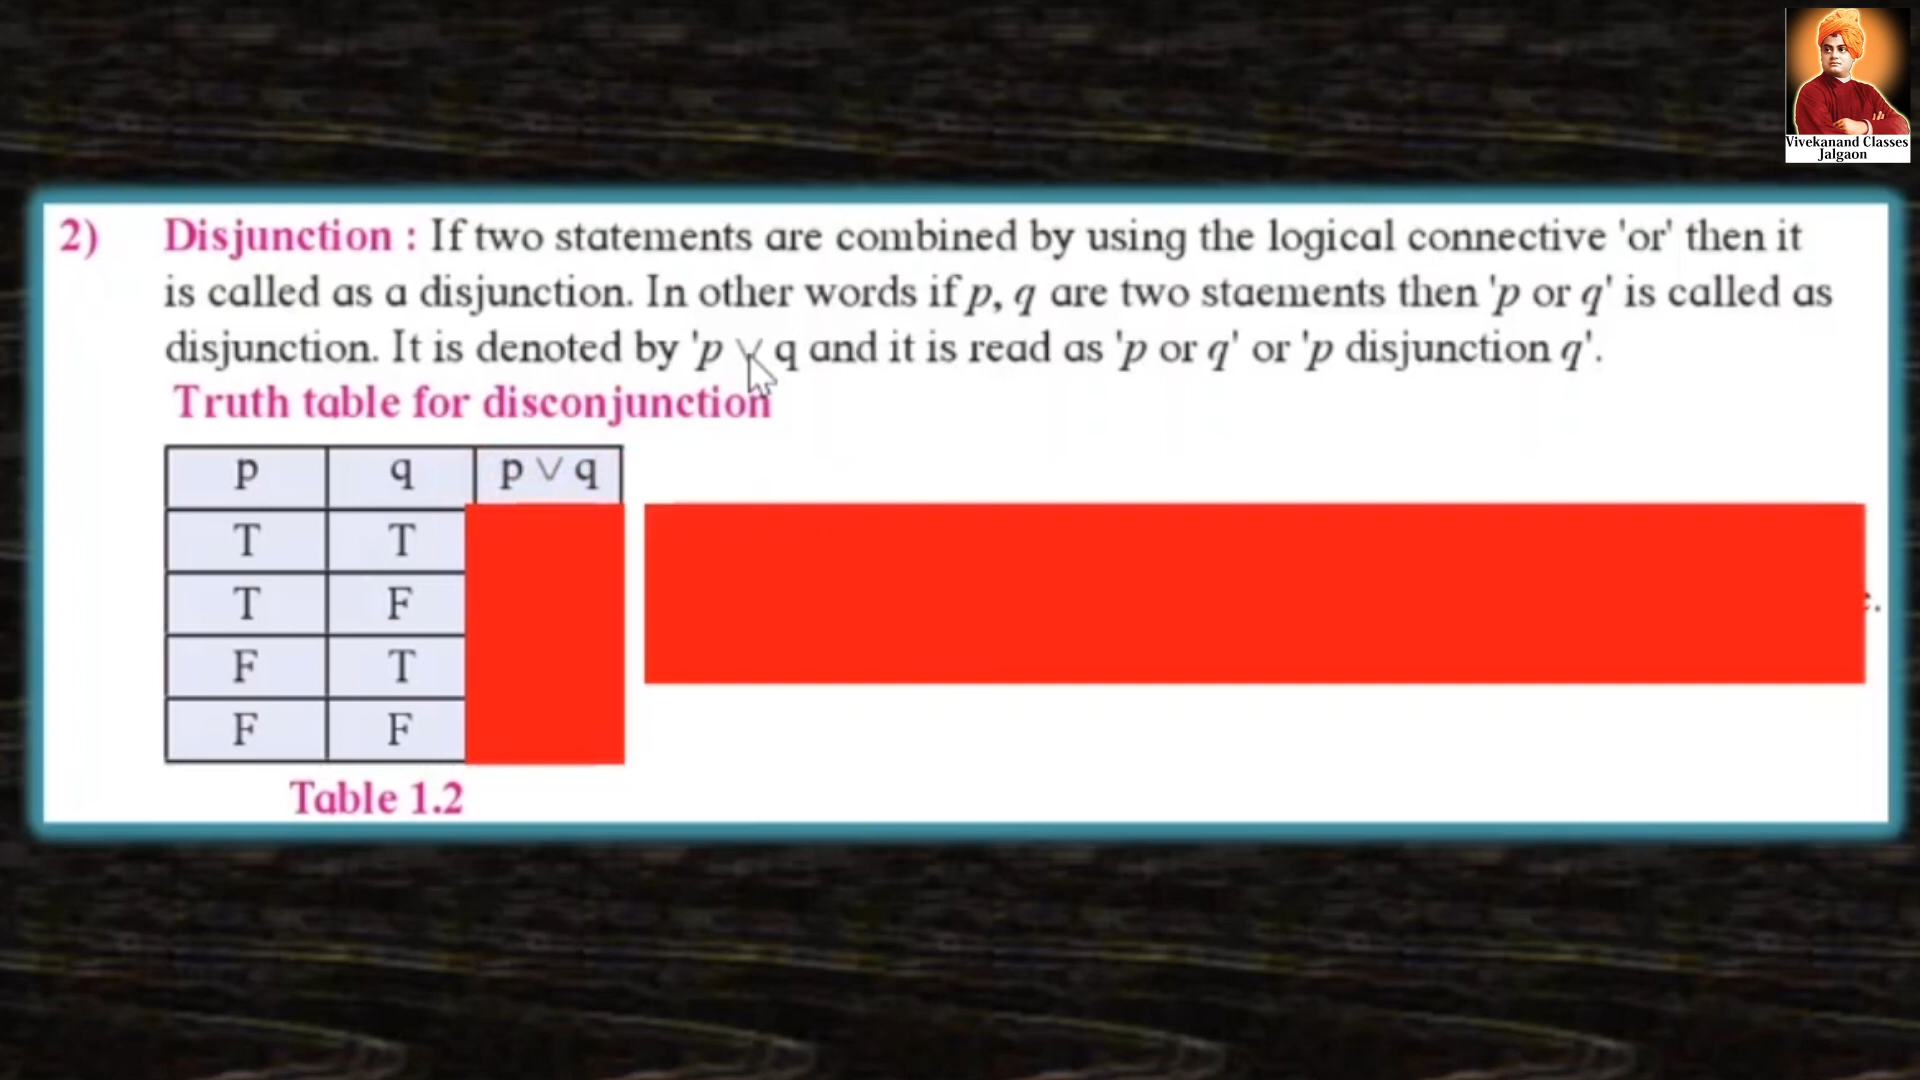 Vivekanand Classes
Jalgaon
2) Disjunction : If two statements are combined by using the logical connective 'or' then it
is called as a disjunction. In other words if p, q are two staements then 'p or q' is called as
disjunction. It is denoted by 'p ∨ q and it is read as 'p or q' or 'p disjunction q'.
Truth table for disconjunction
p q p ∨ q
T T
T F
F T
F F
Table 1.2